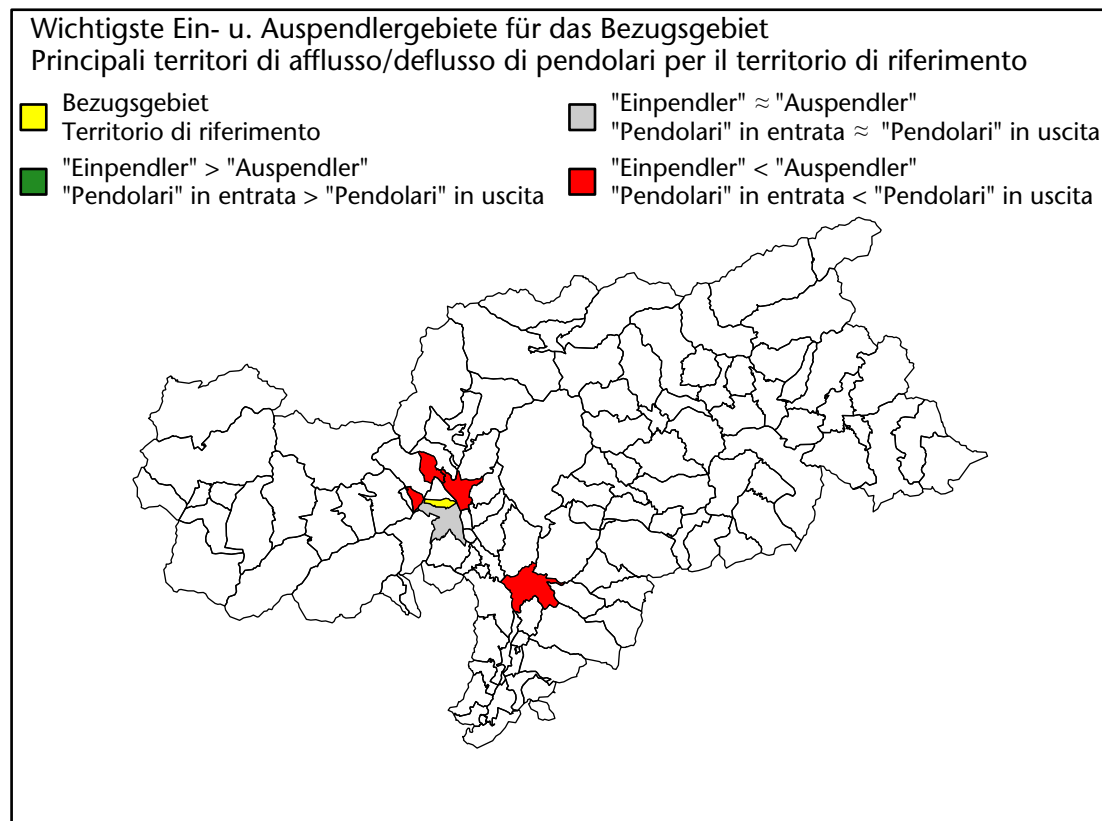 Wichtigste Ein- u. Auspendlergebiete für das Bezugsgebiet
Principali territori di afflusso/deflusso di pendolari per il territorio di riferimento
Bezugsgebiet
Territorio di riferimento
"Einpendler" > "Auspendler"
"Pendolari" in entrata > "Pendolari" in uscita
"Einpendler" ≈ "Auspendler"
"Pendolari" in entrata ≈ "Pendolari" in uscita
"Einpendler" < "Auspendler"
"Pendolari" in entrata < "Pendolari" in uscita